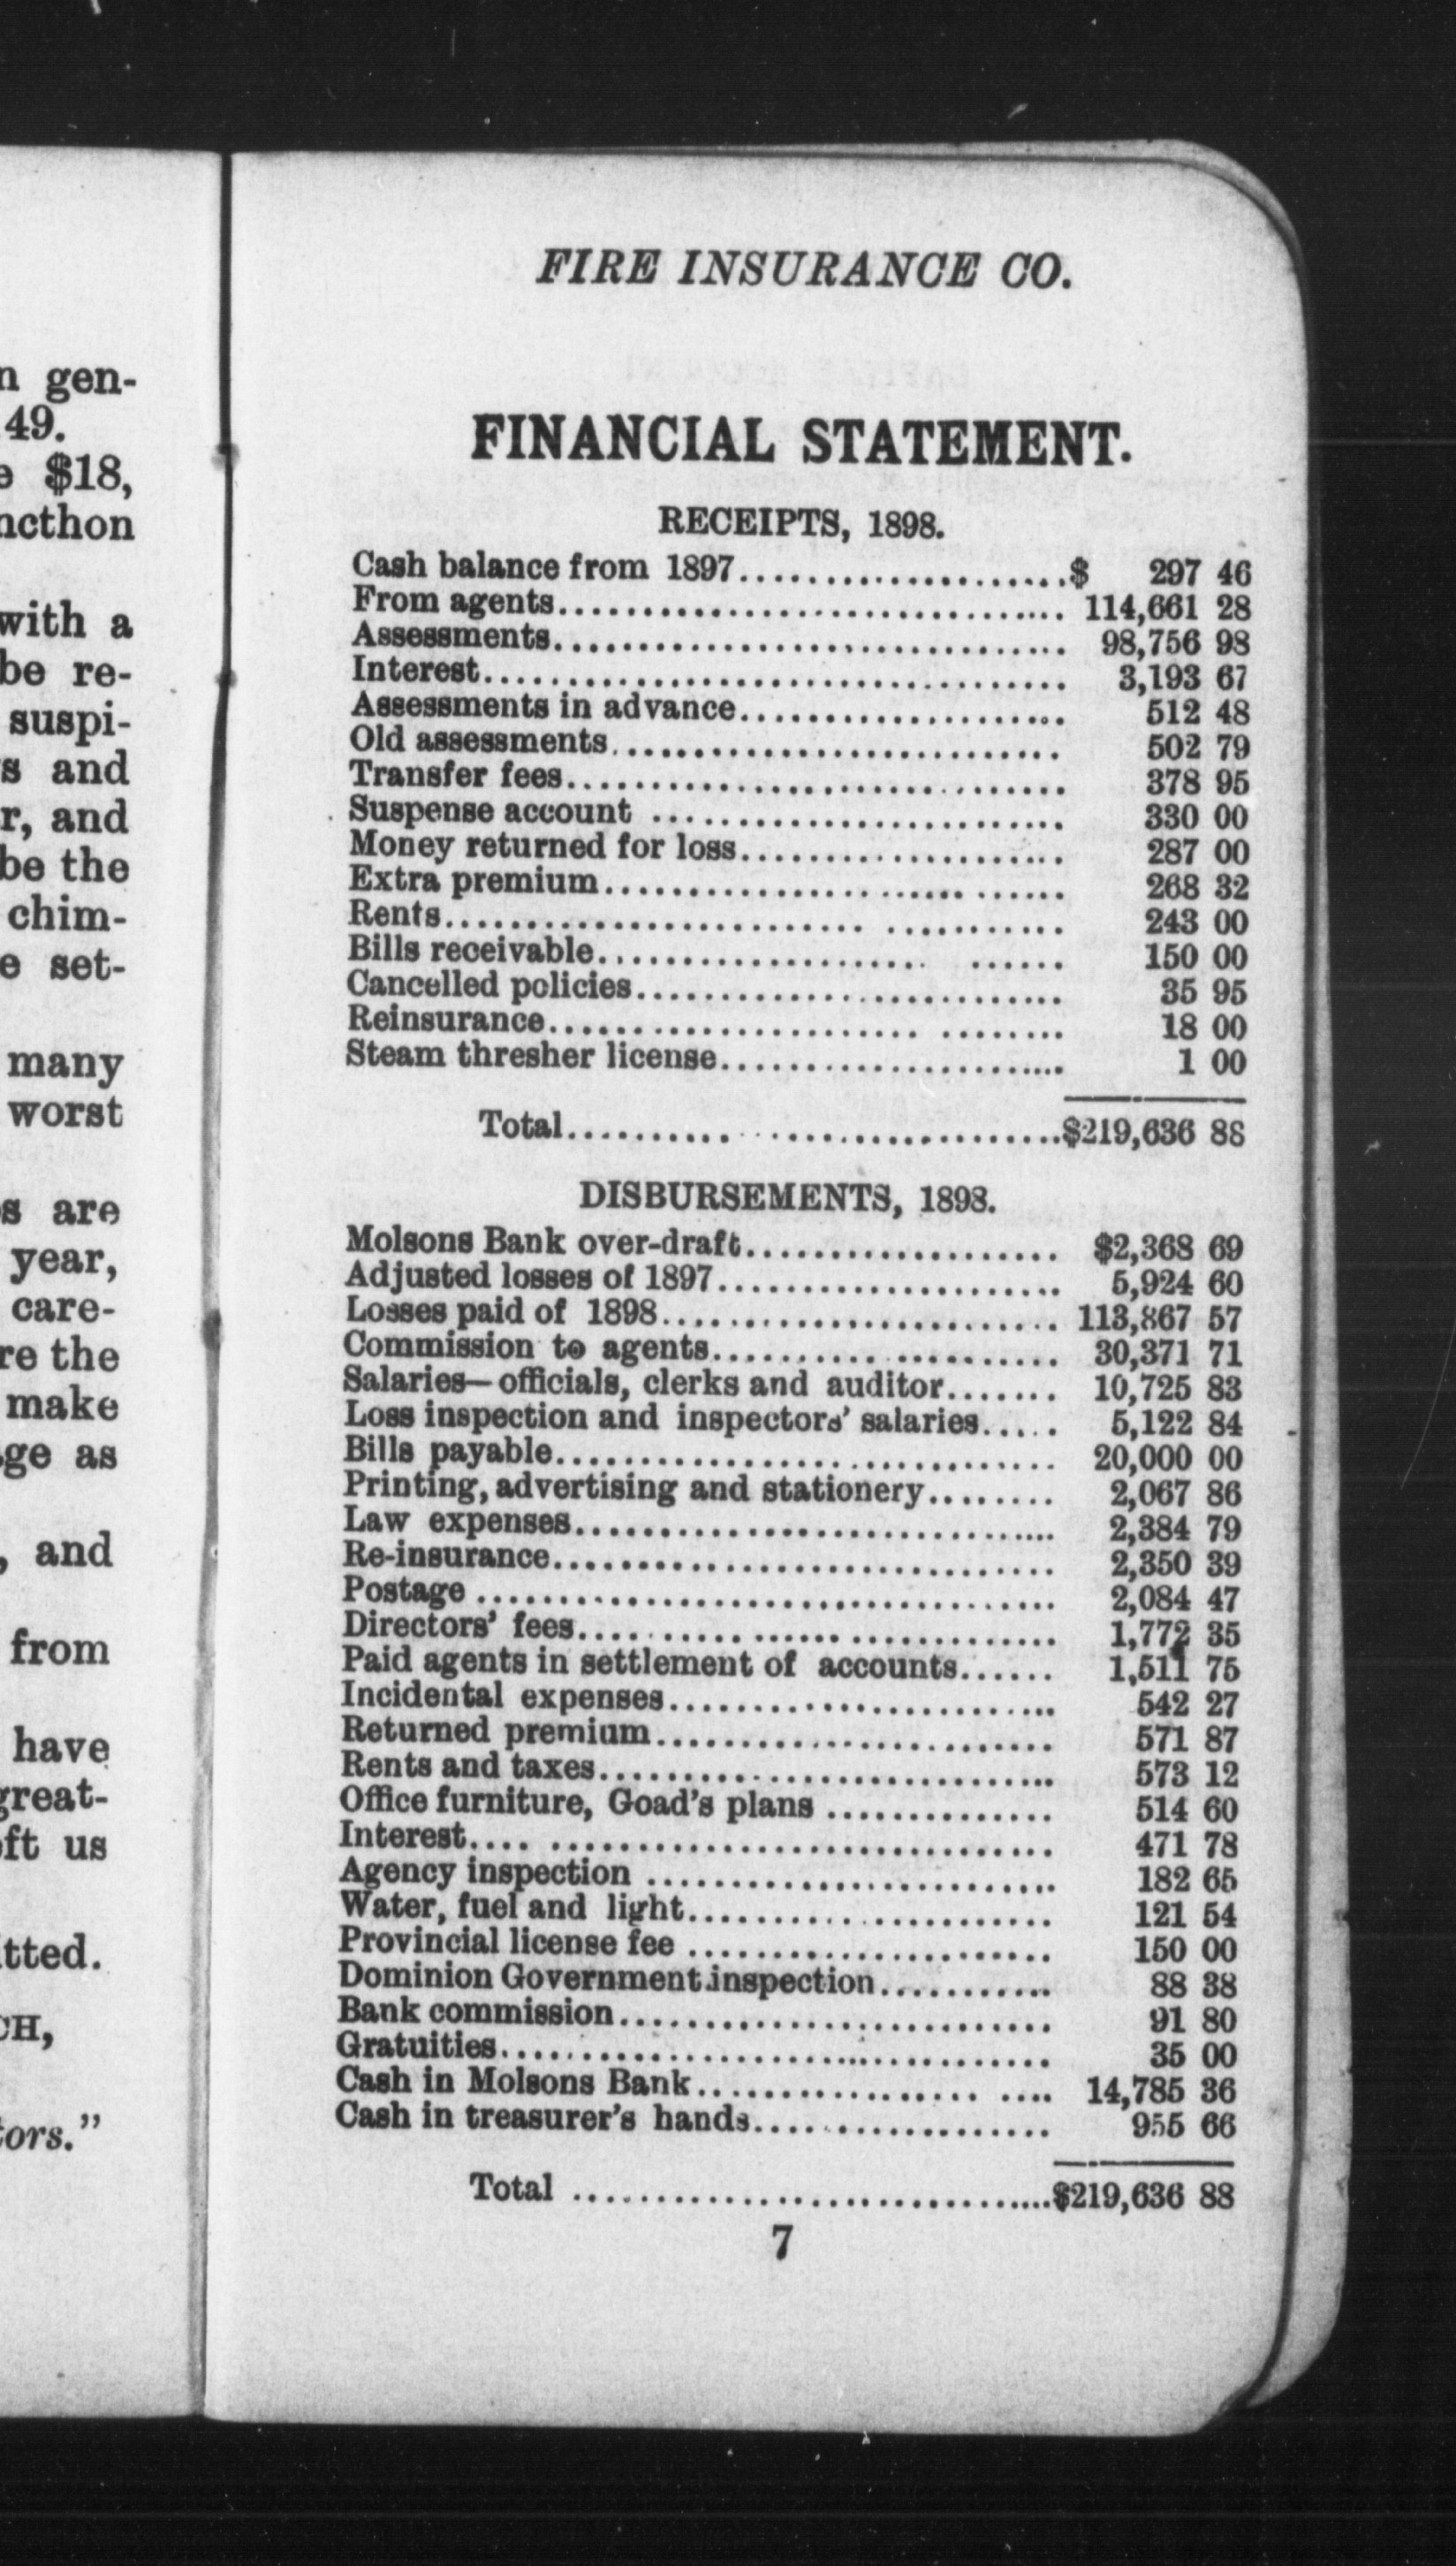 n gen-
49.
e $18,
ncthon
with a
be re-
suspi-
s and
r, and
be the
chim-
e set-
many
worst
s are
year,
care-
re the
make
ge as
, and
from
have
great-
ft us
tted.
CH,
tors."
FIRE INSURANCE CO.
FINANCIAL STATEMENT.
RECEIPTS, 1898.
Cash balance from 1897.....................$ 297 46
From agents.............................. 114,661 28
Assessments.............................. 98,756 98
Interest.................................. 3,193 67
Assessments in advance................... 512 48
Old assessments........................... 502 79
Transfer fees............................. 378 95
Suspense account ......................... 330 00
Money returned for loss................... 287 00
Extra premium..................... ...... 268 32
Rents......................... ........... 243 00
Bills receivable.................... ...... 150 00
Cancelled policies......................... 35 95
Reinsurance...................... ........ 18 00
Steam thresher license..................... 1 00
Total.......... ......................$219,636 88
DISBURSEMENTS, 1898.
Molsons Bank over-draft................... $2,368 69
Adjusted losses of 1897..................... 5,924 60
Losses paid of 1898........................ 113,867 57
Commission to agents........... .......... 30,371 71
Salaries—officials, clerks and auditor....... 10,725 83
Loss inspection and inspectors' salaries..... 5,122 84
Bills payable.............................. 20,000 00
Printing, advertising and stationery........ 2,067 86
Law expenses............................. 2,384 79
Re-insurance.............................. 2,350 39
Postage .................................. 2,084 47
Directors' fees............ ...... ............ 1,772 35
Paid agents in settlement of accounts...... 1,511 75
Incidental expenses....................... 542 27
Returned premium........................ 571 87
Rents and taxes........................... 573 12
Office furniture, Goad's plans .............. 514 60
Interest.... .............................. 471 78
Agency inspection ........................ 182 65
Water, fuel and light...................... 121 54
Provincial license fee ...................... 150 00
Dominion Government inspection........... 88 38
Bank commission.......................... 91 80
Gratuities................................. 35 00
Cash in Molsons Bank................. .... 14,785 36
Cash in treasurer's hands.................. 955 66
Total .............................$219,636 88
7